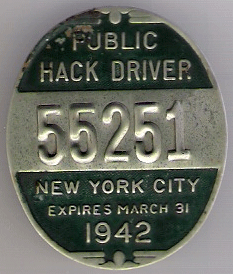 PUBLIC
HACK DRIVER
55251
NEW YORK CITY
EXPIRES MARCH 31
1942